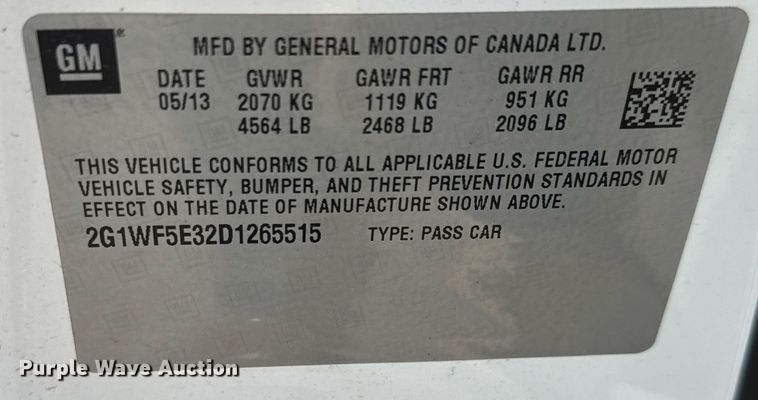 GM
MFD BY GENERAL MOTORS OF CANADA LTD.
DATE GVWR GAWR FRT GAWR RR
05/13 2070 KG 1119 KG 951 KG
4564 LB 2468 LB 2096 LB
THIS VEHICLE CONFORMS TO ALL APPLICABLE U.S. FEDERAL MOTOR
VEHICLE SAFETY, BUMPER, AND THEFT PREVENTION STANDARDS IN
EFFECT ON THE DATE OF MANUFACTURE SHOWN ABOVE.
2G1WF5E32D1265515 TYPE: PASS CAR
Purple Wave Auction